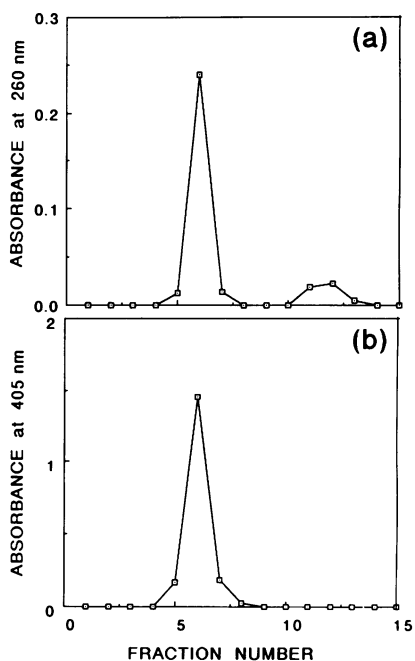 (a)
ABSORBANCE at 260 nm
0.3
0.2
0.1
0.0
(b)
ABSORBANCE at 405 nm
2
1
0
0 5 10 15
FRACTION NUMBER